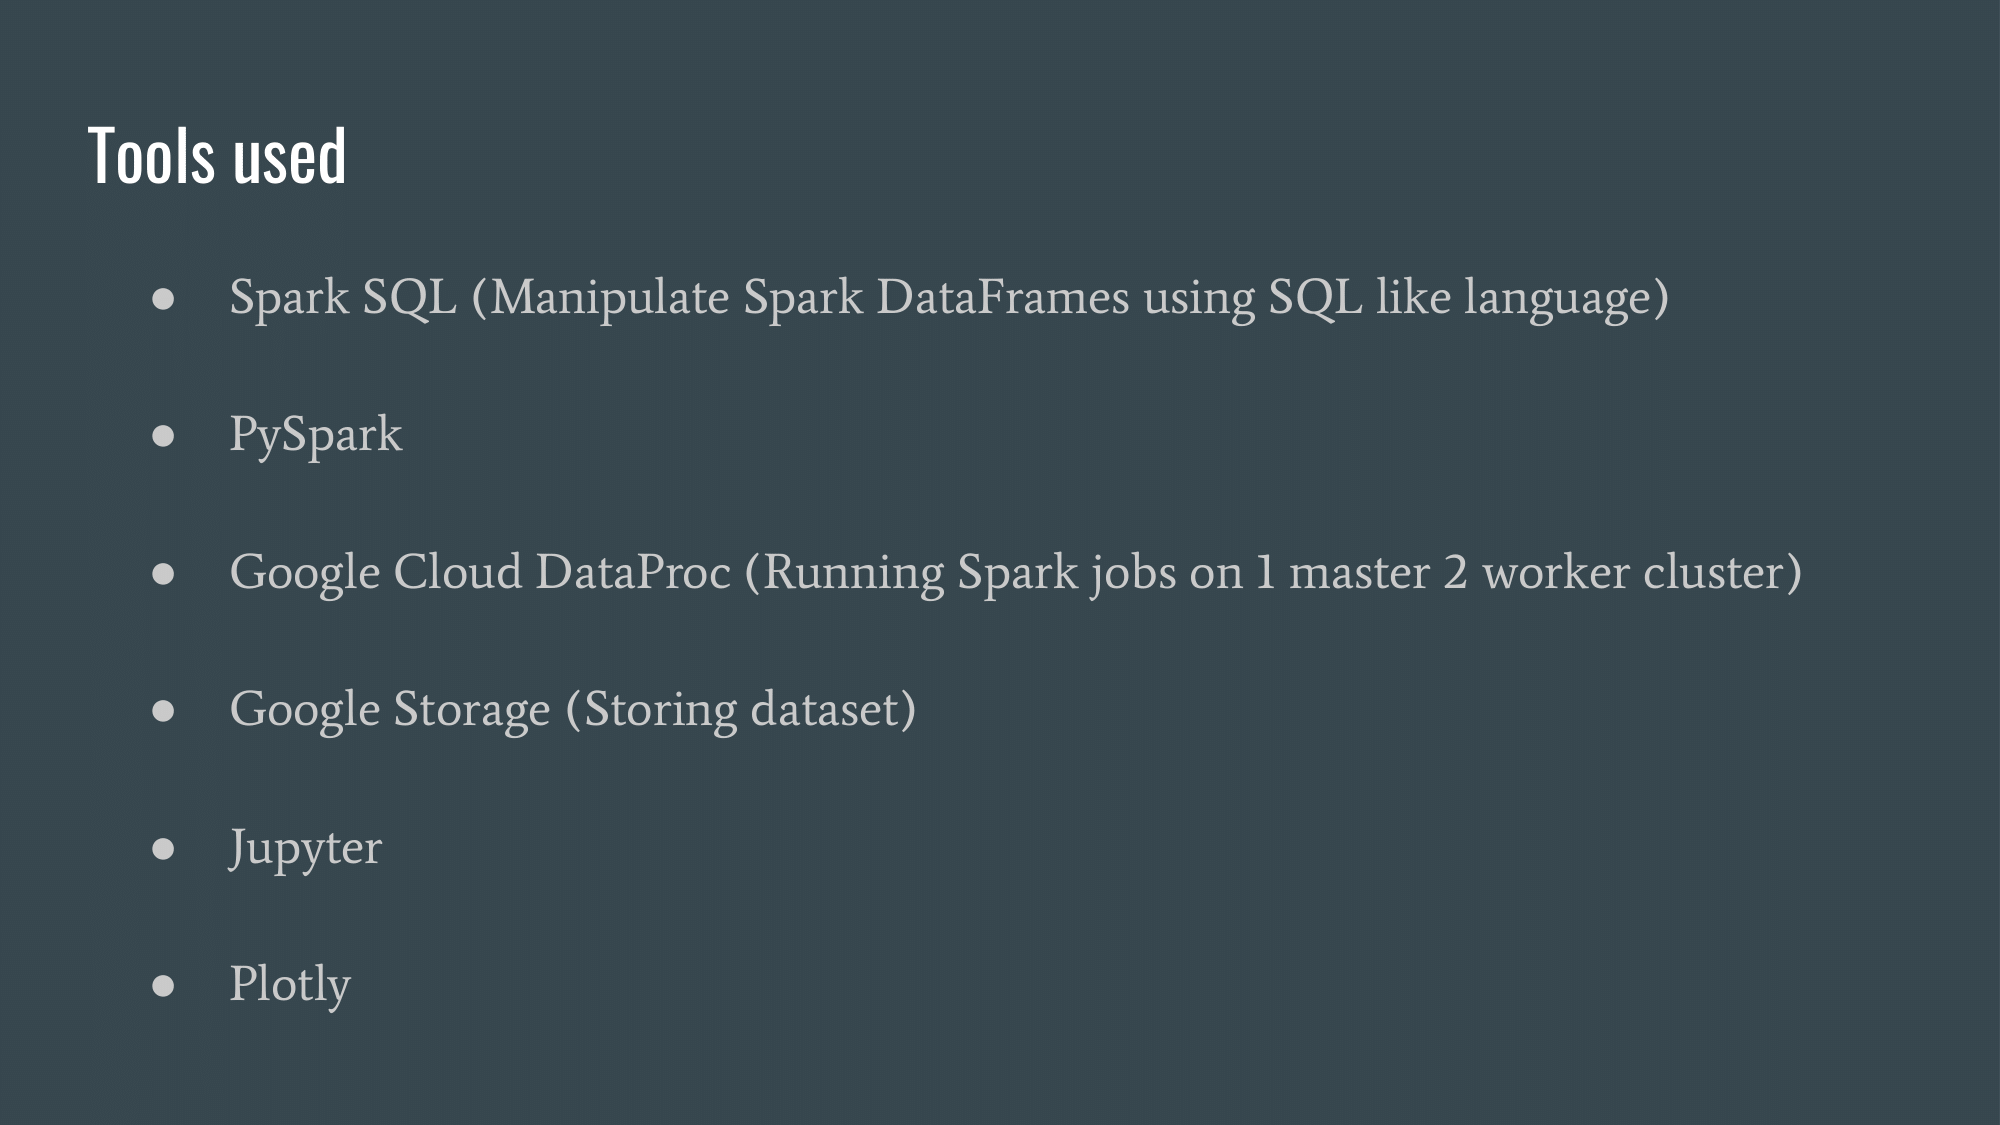 Tools used
● Spark SQL (Manipulate Spark DataFrames using SQL like language)
● PySpark
● Google Cloud DataProc (Running Spark jobs on 1 master 2 worker cluster)
● Google Storage (Storing dataset)
● Jupyter
● Plotly